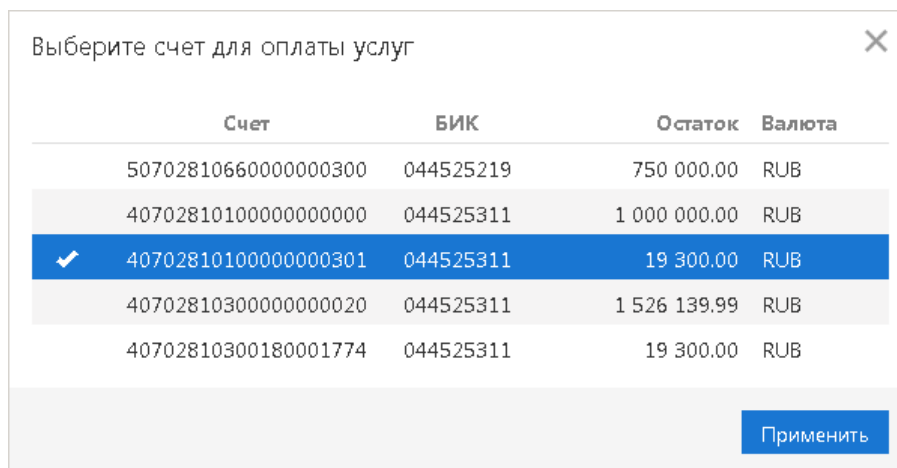 Выберите счет для оплаты услуг
Счет БИК Остаток Валюта
50702810660000000300 044525219 750 000.00 RUB
40702810100000000000 044525311 1 000 000.00 RUB
40702810100000000301 044525311 19 300.00 RUB
40702810300000000020 044525311 1 526 139.99 RUB
40702810300180001774 044525311 19 300.00 RUB
Применить